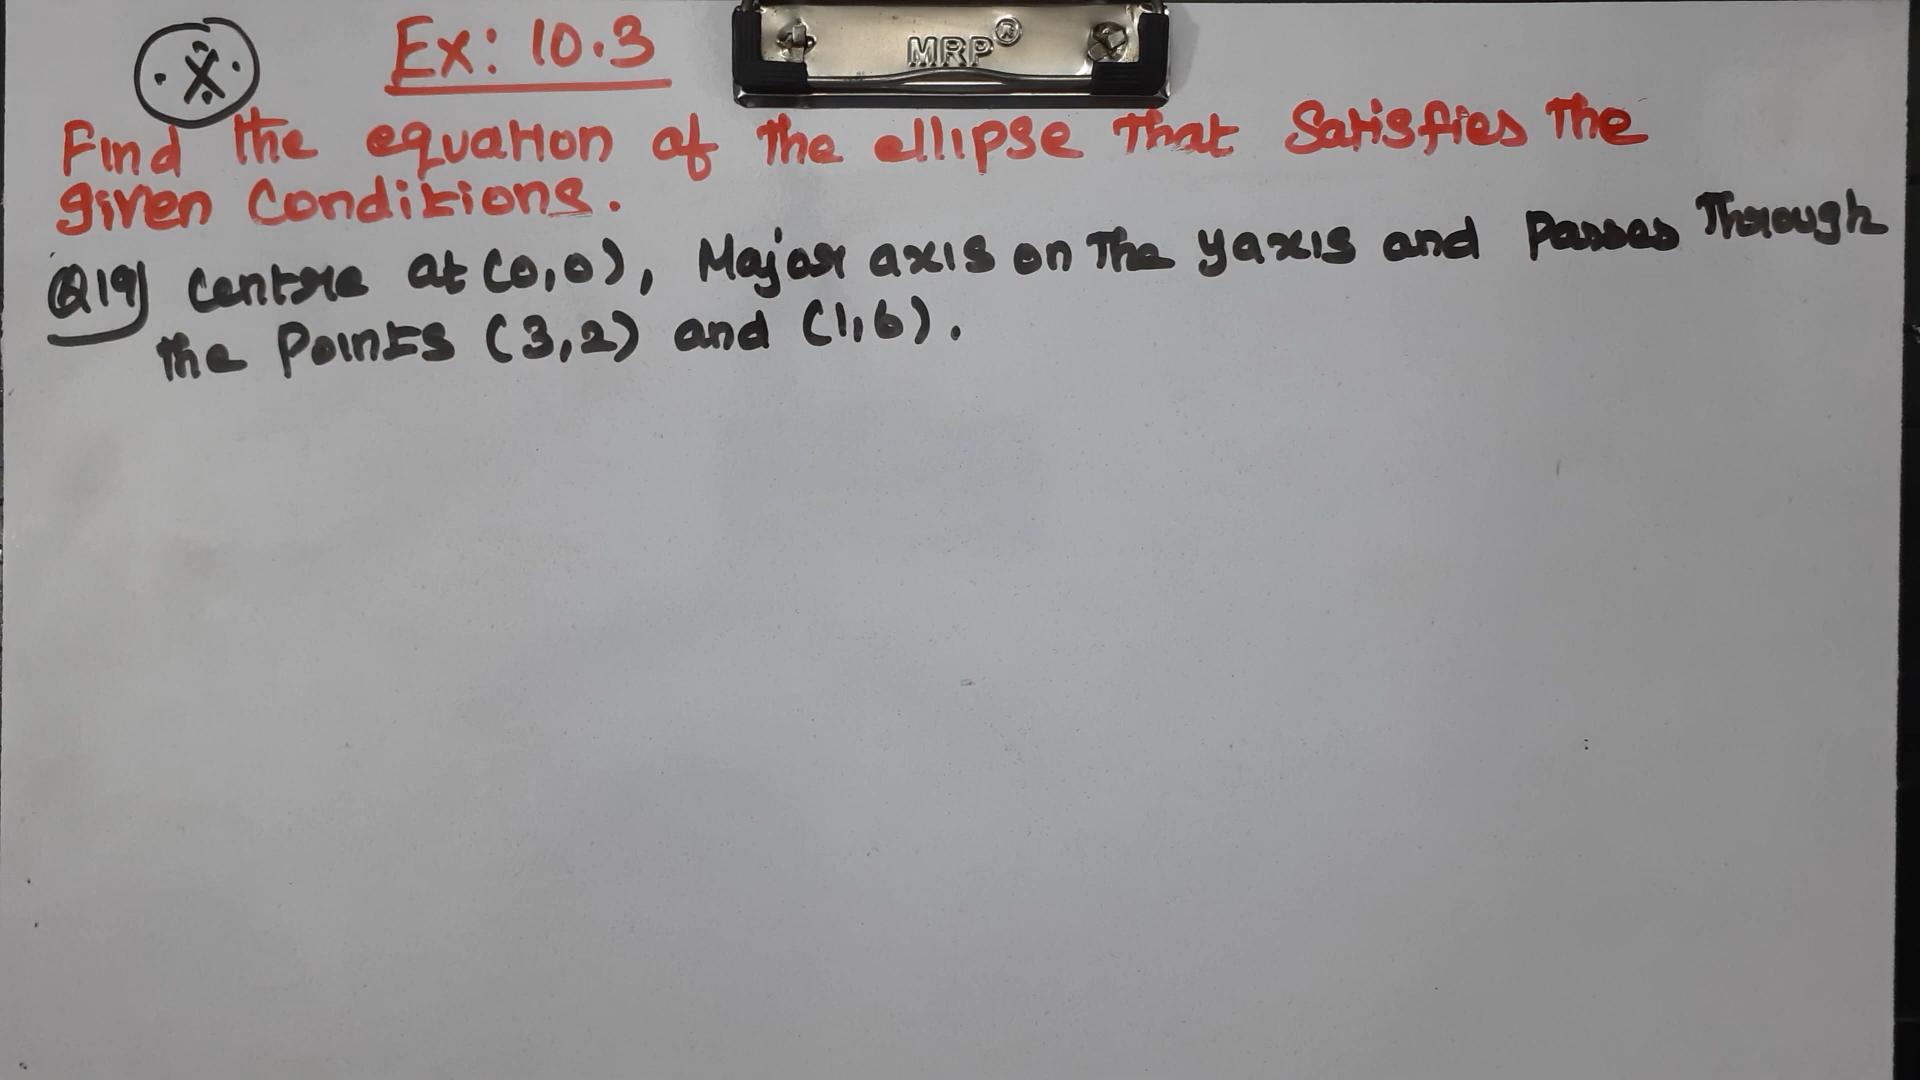 Ex: 10.3
MRP®
Find the equation of the ellipse that satisfies the
given conditions.
Q19) Centre at (0,0), Major axis on the y axis and passes through
the points (3,2) and (1,6).